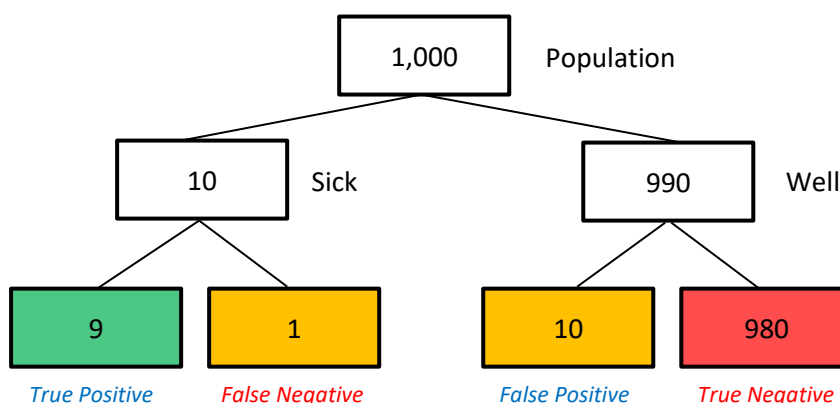 1,000 Population
10 Sick 990 Well
9 1 10 980
True Positive False Negative False Positive True Negative